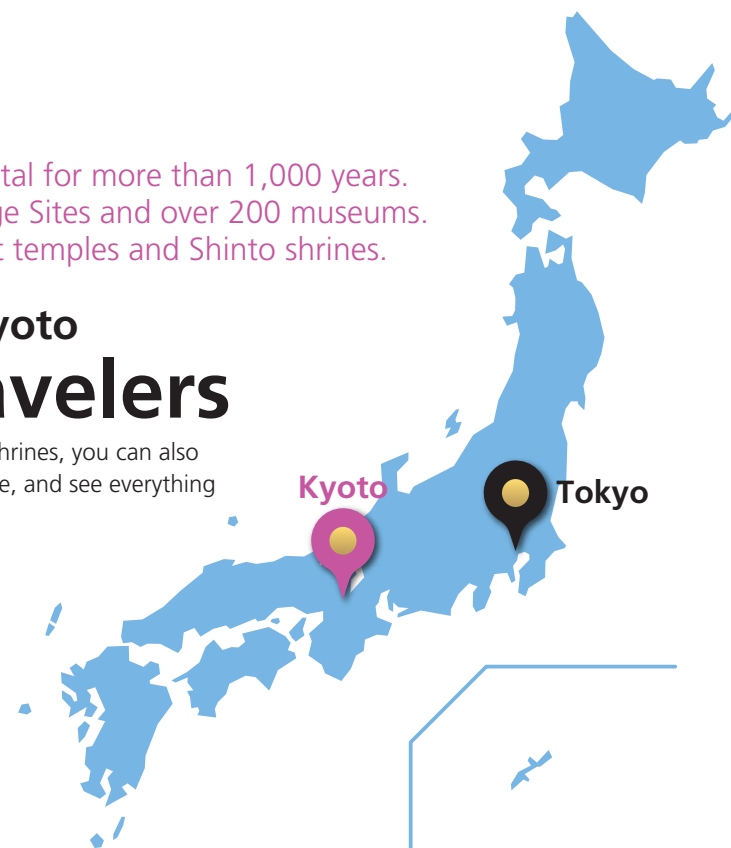 tal for more than 1,000 years.
ge Sites and over 200 museums.
t temples and Shinto shrines.
yoto
avelers
hrines, you can also
e, and see everything
Kyoto
Tokyo